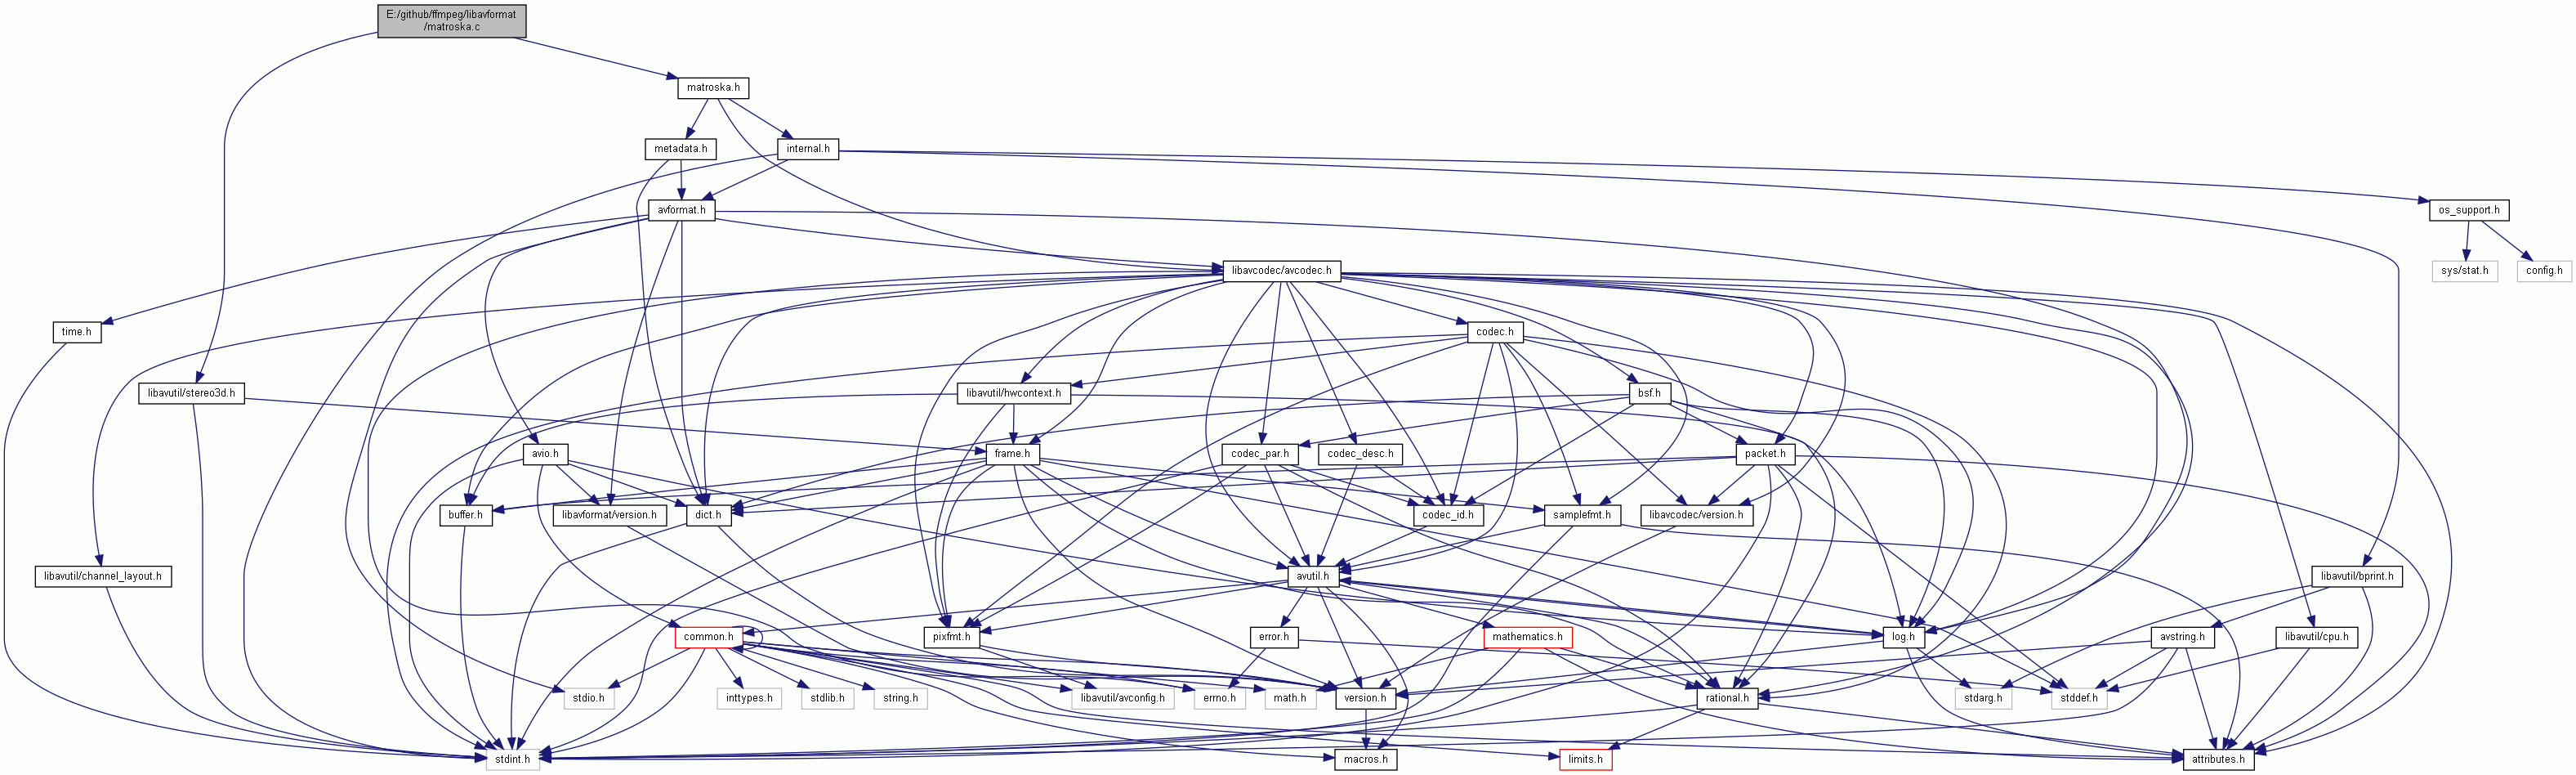 E:/github/ffmpeg/libavformat
/matroska.c
matroska.h
metadata.h
internal.h
avformat.h
os_support.h
libavcodec/avcodec.h
sys/stat.h
config.h
time.h
codec.h
libavutil/stereo3d.h
libavutil/hwcontext.h
bsf.h
avio.h
frame.h
codec_par.h
codec_desc.h
packet.h
buffer.h
libavformat/version.h
dict.h
codec_id.h
samplefmt.h
libavcodec/version.h
libavutil/channel_layout.h
avutil.h
libavutil/bprint.h
common.h
pixfmt.h
error.h
mathematics.h
log.h
avstring.h
libavutil/cpu.h
stdio.h
inttypes.h
stdlib.h
string.h
libavutil/avconfig.h
errno.h
math.h
version.h
rational.h
stdarg.h
stddef.h
stdint.h
macros.h
limits.h
attributes.h